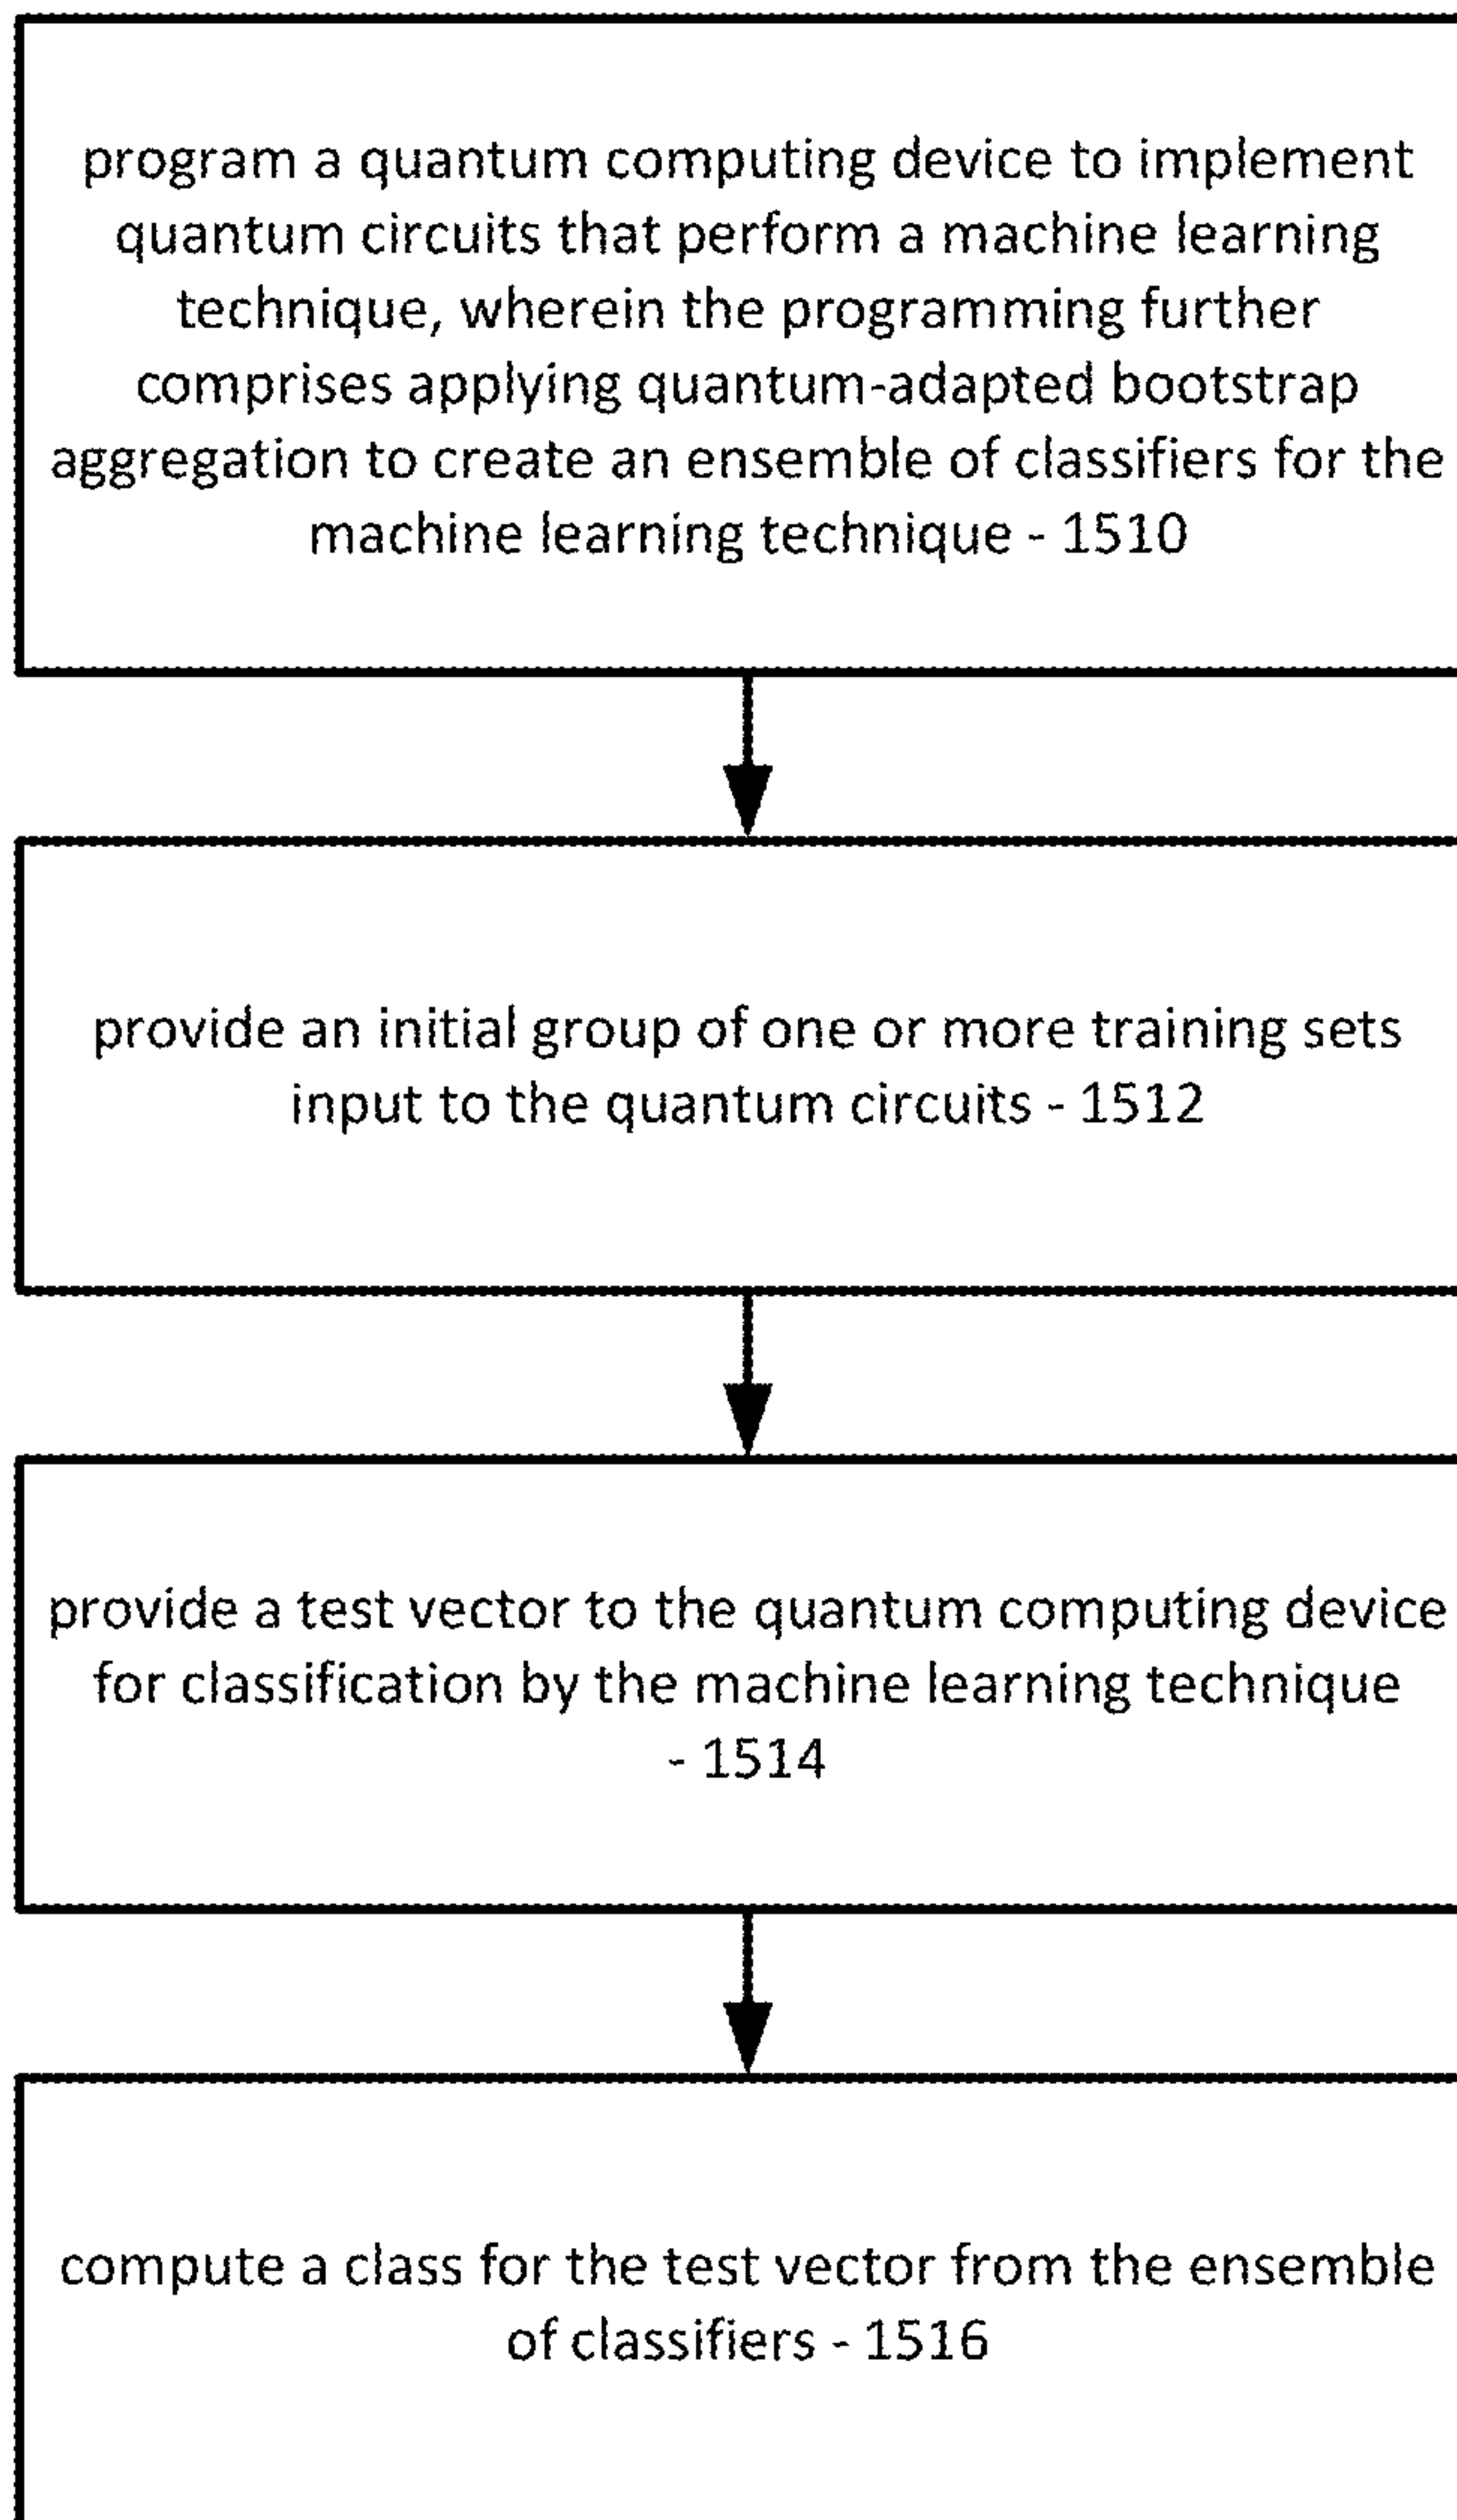 program a quantum computing device to implement
quantum circuits that perform a machine learning
technique, wherein the programming further
comprises applying quantum-adapted bootstrap
aggregation to create an ensemble of classifiers for the
machine learning technique - 1510
provide an initial group of one or more training sets
input to the quantum circuits - 1512
provide a test vector to the quantum computing device
for classification by the machine learning technique
- 1514
compute a class for the test vector from the ensemble
of classifiers - 1516